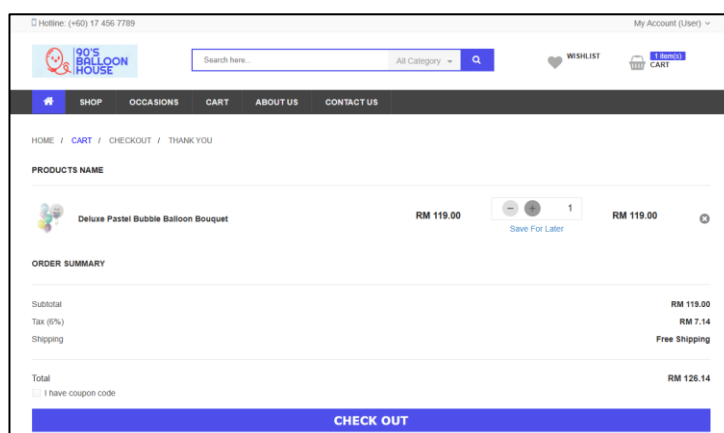 Hotline: (+60) 17 456 7789
My Account (User)
90'S
BALLOON
HOUSE
Search here...
All Category
WISHLIST
1 item(s)
CART
SHOP OCCASIONS CART ABOUT US CONTACT US
HOME / CART / CHECKOUT / THANK YOU
PRODUCTS NAME
Deluxe Pastel Bubble Balloon Bouquet RM 119.00 1 RM 119.00
Save For Later
ORDER SUMMARY
Subtotal RM 119.00
Tax (6%) RM 7.14
Shipping Free Shipping
Total RM 126.14
I have coupon code
CHECK OUT